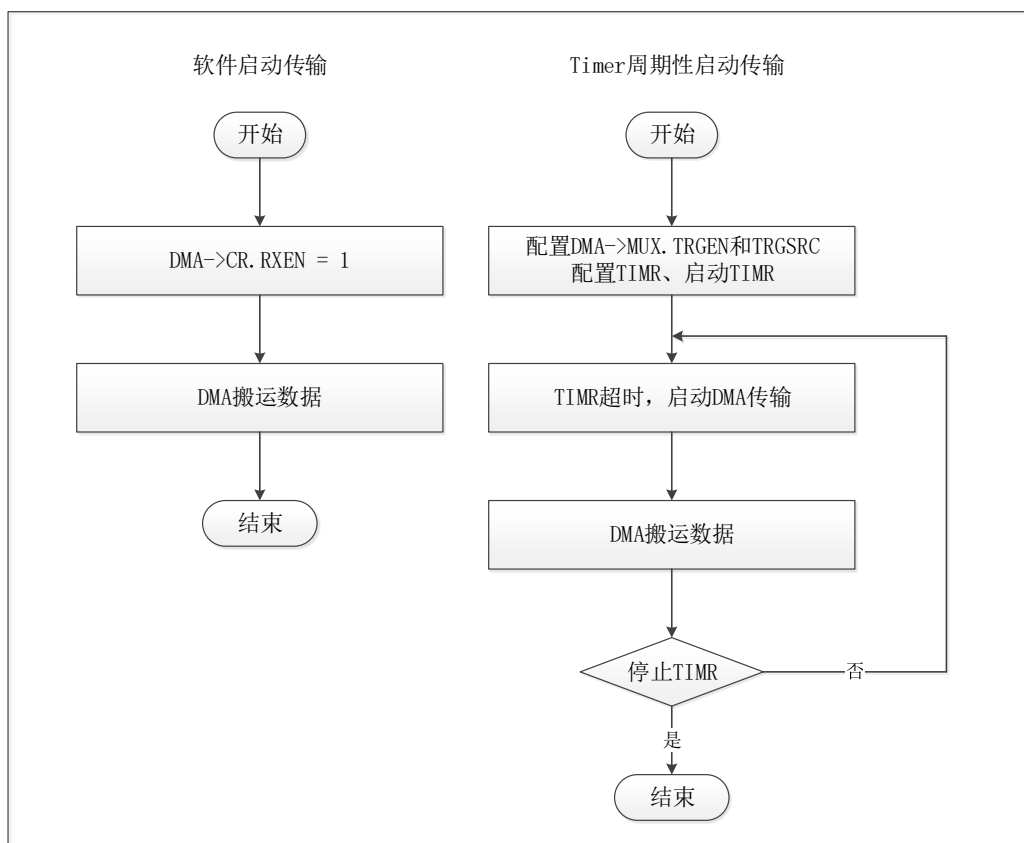 软件启动传输
开始
DMA->CR.RXEN = 1
DMA搬运数据
结束
Timer周期性启动传输
开始
配置DMA->MUX.TRGEN和TRGSRC
配置TIMR、启动TIMR
TIMR超时，启动DMA传输
DMA搬运数据
停止TIMR
否
是
结束